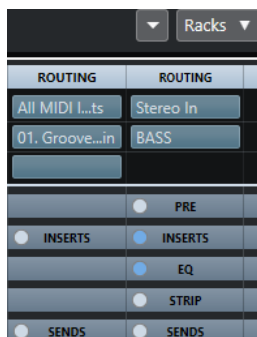 Racks
ROUTING ROUTING
All MIDI I...ts Stereo In
01. Groove...in BASS
PRE
INSERTS INSERTS
EQ
STRIP
SENDS SENDS